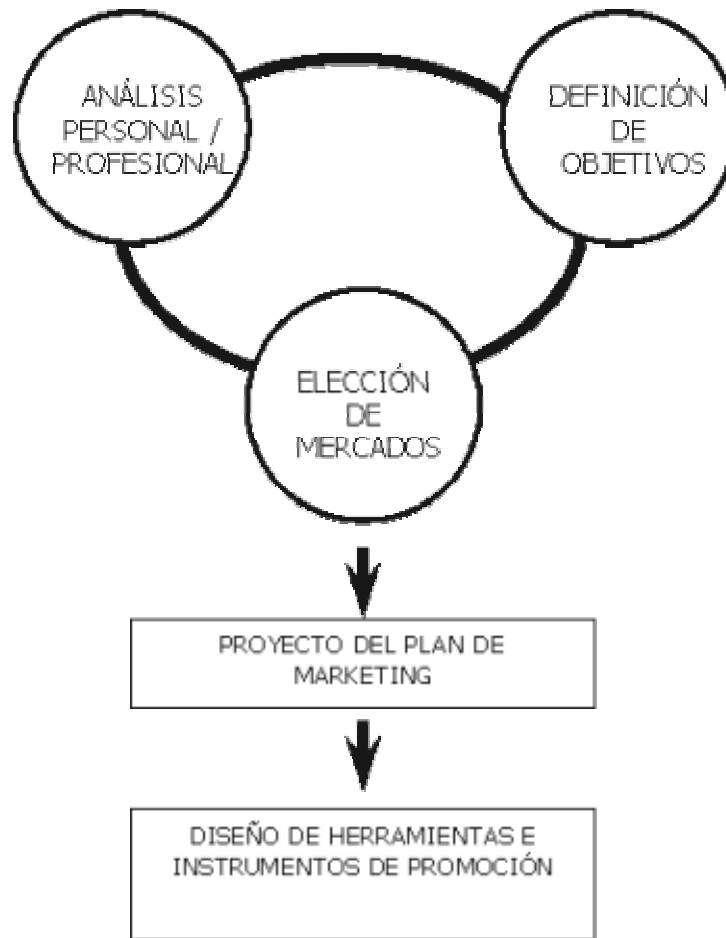 ANÁLISIS
PERSONAL /
PROFESIONAL
DEFINICIÓN
DE
OBJETIVOS
ELECCIÓN
DE
MERCADOS
PROYECTO DEL PLAN DE
MARKETING
DISEÑO DE HERRAMIENTAS E
INSTRUMENTOS DE PROMOCIÓN